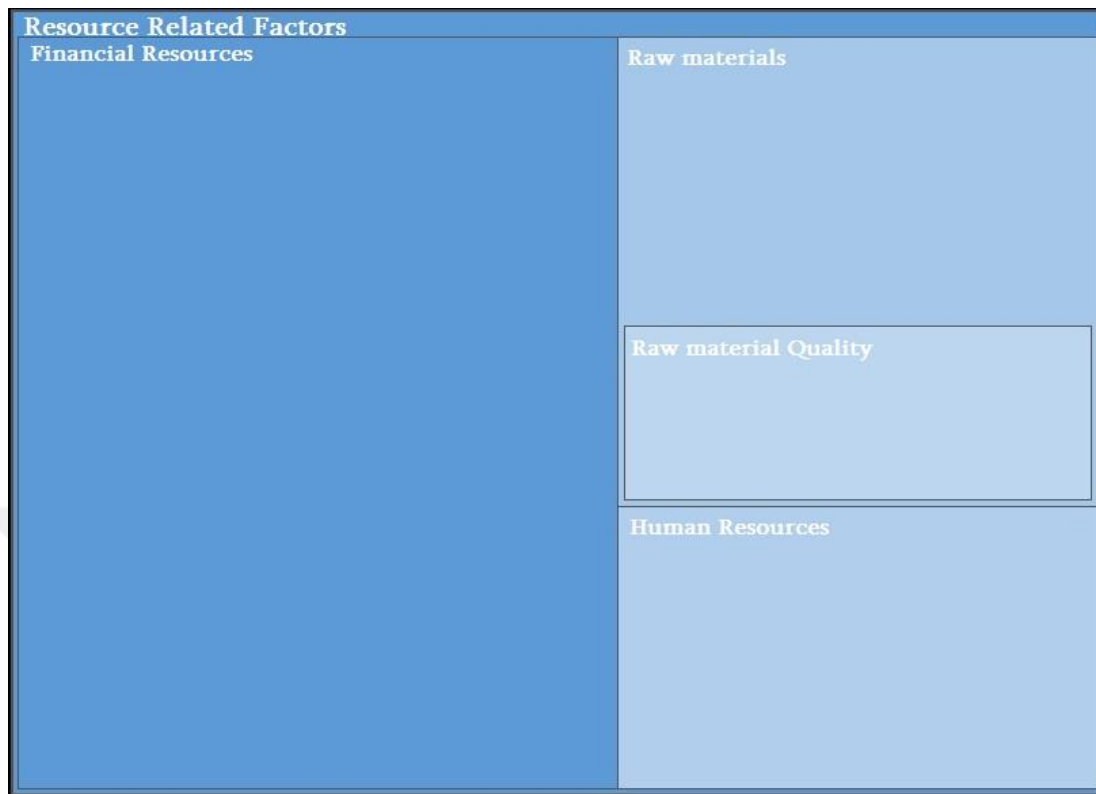 Resource Related Factors
Financial Resources
Raw materials
Raw material Quality
Human Resources